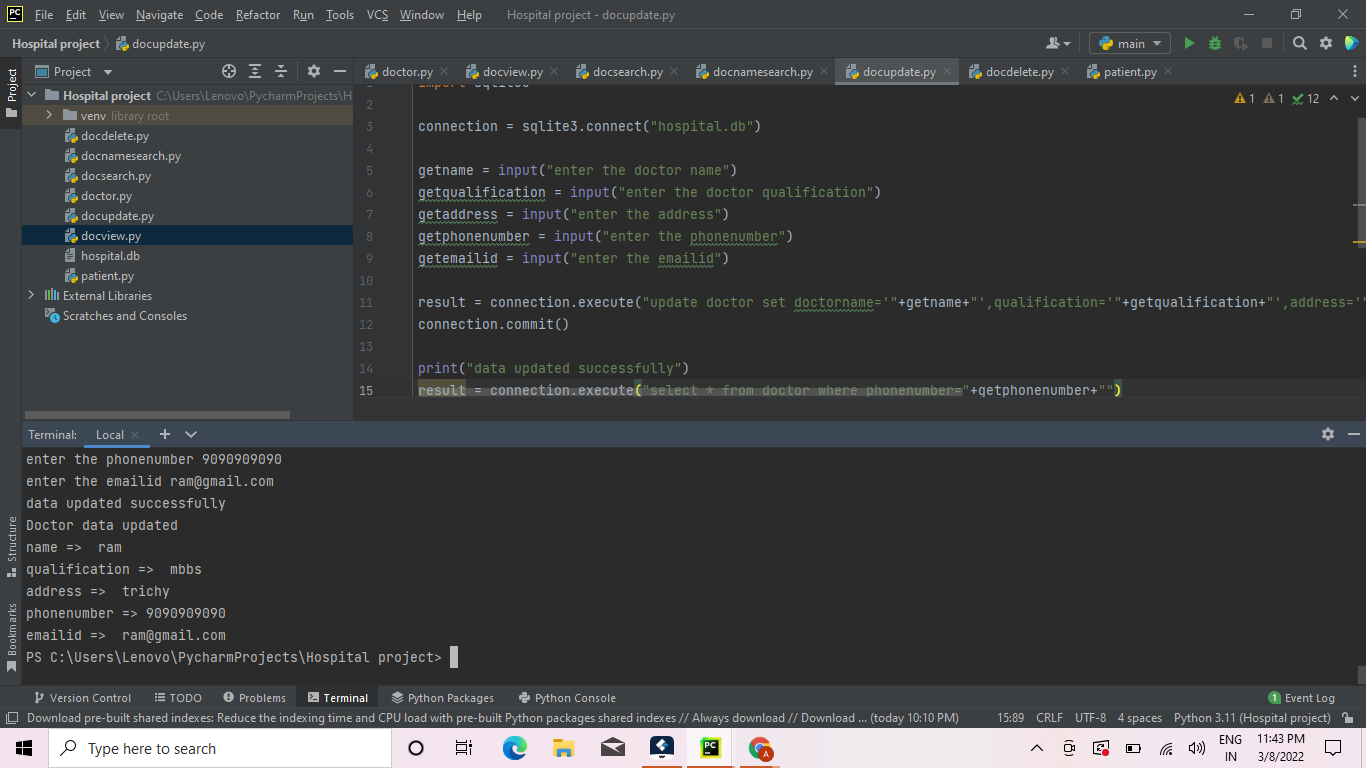 PC File Edit View Navigate Code Refactor Run Tools VCS Window Help Hospital project - docupdate.py
Hospital project docupdate.py main
Project doctor.py docview.py docsearch.py docnamesearch.py docupdate.py docdelete.py patient.py
Project
Hospital project C:\Users\Lenovo\PycharmProjects\H
venv library root
docdelete.py
docnamesearch.py
docsearch.py
doctor.py
docupdate.py
docview.py
hospital.db
patient.py
External Libraries
Scratches and Consoles
1 1 12
2
3 connection = sqlite3.connect("hospital.db")
4
5 getname = input("enter the doctor name")
6 getqualification = input("enter the doctor qualification")
7 getaddress = input("enter the address")
8 getphonenumber = input("enter the phonenumber")
9 getemailid = input("enter the emailid")
10
11 result = connection.execute("update doctor set doctorname='"+getname+"',qualification='"+getqualification+"',address='"
12 connection.commit()
13
14 print("data updated successfully")
15 result = connection.execute("select * from doctor where phonenumber="+getphonenumber+"")
Terminal: Local
enter the phonenumber 9090909090
enter the emailid ram@gmail.com
data updated successfully
Doctor data updated
name => ram
qualification => mbbs
address => trichy
phonenumber => 9090909090
emailid => ram@gmail.com
PS C:\Users\Lenovo\PycharmProjects\Hospital project>
Structure
Bookmarks
Version Control TODO Problems Terminal Python Packages Python Console 1 Event Log
Download pre-built shared indexes: Reduce the indexing time and CPU load with pre-built Python packages shared indexes // Always download // Download ... (today 10:10 PM) 15:89 CRLF UTF-8 4 spaces Python 3.11 (Hospital project)
Type here to search PC A ENG 11:43 PM
IN 3/8/2022